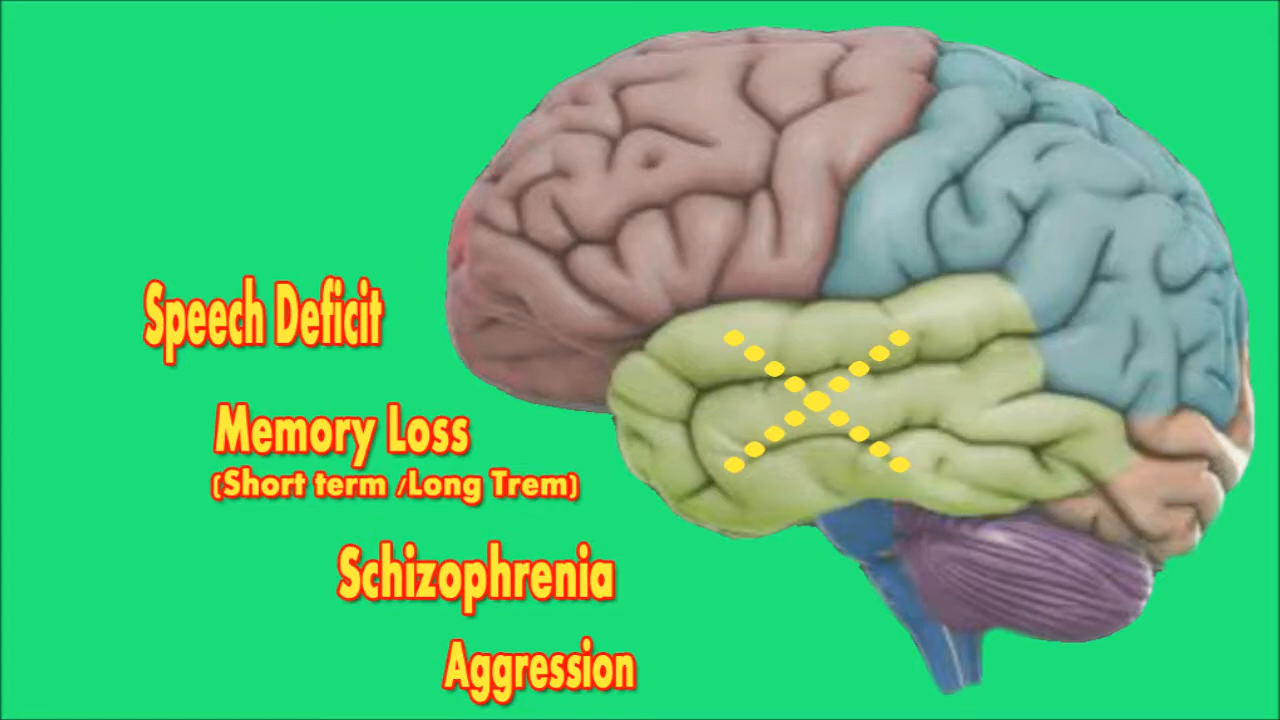 Speech Deficit
Memory Loss
(Short term /Long Trem)
Schizophrenia
Aggression